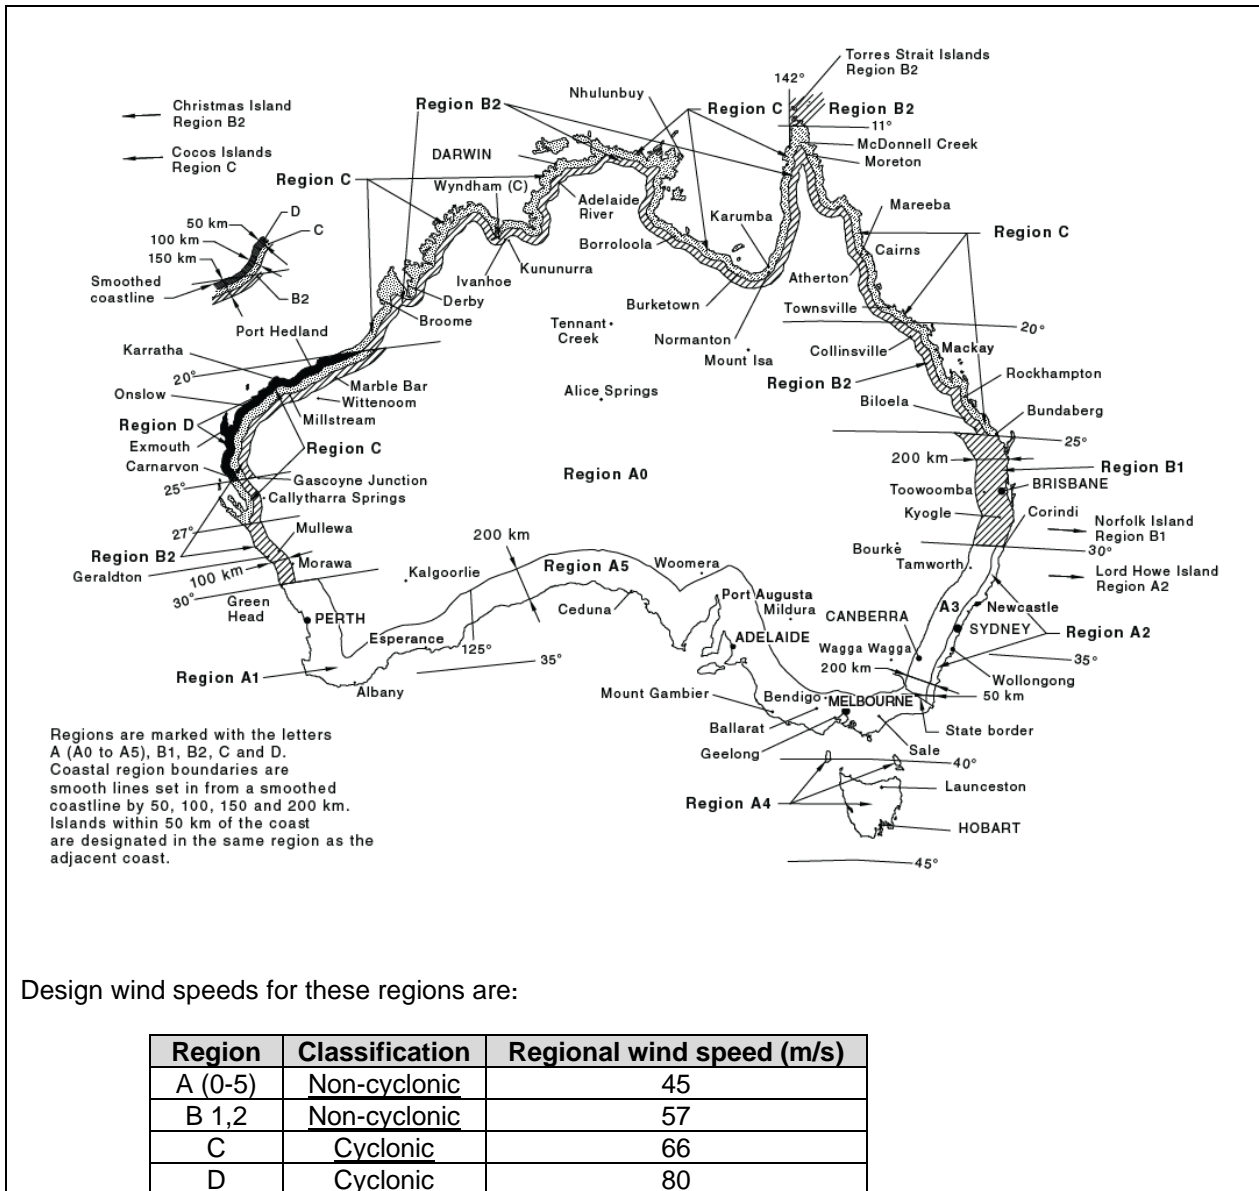 Torres Strait Islands
Region B2
142°
Nhulunbuy
Region B2
Region C
Region B2
11°
Christmas Island
Region B2
McDonnell Creek
Moreton
Cocos Islands
Region C
DARWIN
Region C
Wyndham (C)
Adelaide
River
Mareeba
D
50 km
C
100 km
150 km
Karumba
Region C
Borroloola
Cairns
Kununurra
Ivanhoe
Atherton
Smoothed
coastline
B2
Derby
Burketown
Townsville
Broome
Port Hedland
Tennant
Creek
20°
Normanton
Karratha
Mount Isa
Collinsville
Mackay
20°
Marble Bar
Region B2
Rockhampton
Onslow
Wittenoom
Alice Springs
Biloela
Millstream
Bundaberg
Region D
Exmouth
Region C
25°
200 km
Region B1
Carnarvon
Gascoyne Junction
Region A0
BRISBANE
25°
Callytharra Springs
Toowoomba
Kyogle
Corindi
27°
Mullewa
Norfolk Island
Region B1
200 km
Region B2
Bourke
30°
Geraldton
100 km
Morawa
Kalgoorlie
Region A5
Woomera
Tamworth
Lord Howe Island
Region A2
30°
Green
Head
Port Augusta
Mildura
A3
Newcastle
Ceduna
CANBERRA
PERTH
SYDNEY
Region A2
Esperance
125°
ADELAIDE
Wagga Wagga
35°
35°
200 km
Region A1
Wollongong
Albany
Mount Gambier
Bendigo
MELBOURNE
50 km
Ballarat
State border
Geelong
Sale
40°
Launceston
Region A4
HOBART
45°
Regions are marked with the letters
A (A0 to A5), B1, B2, C and D.
Coastal region boundaries are
smooth lines set in from a smoothed
coastline by 50, 100, 150 and 200 km.
Islands within 50 km of the coast
are designated in the same region as the
adjacent coast.
Design wind speeds for these regions are:
Region Classification Regional wind speed (m/s)
A (0-5) Non-cyclonic 45
B 1,2 Non-cyclonic 57
C Cyclonic 66
D Cyclonic 80